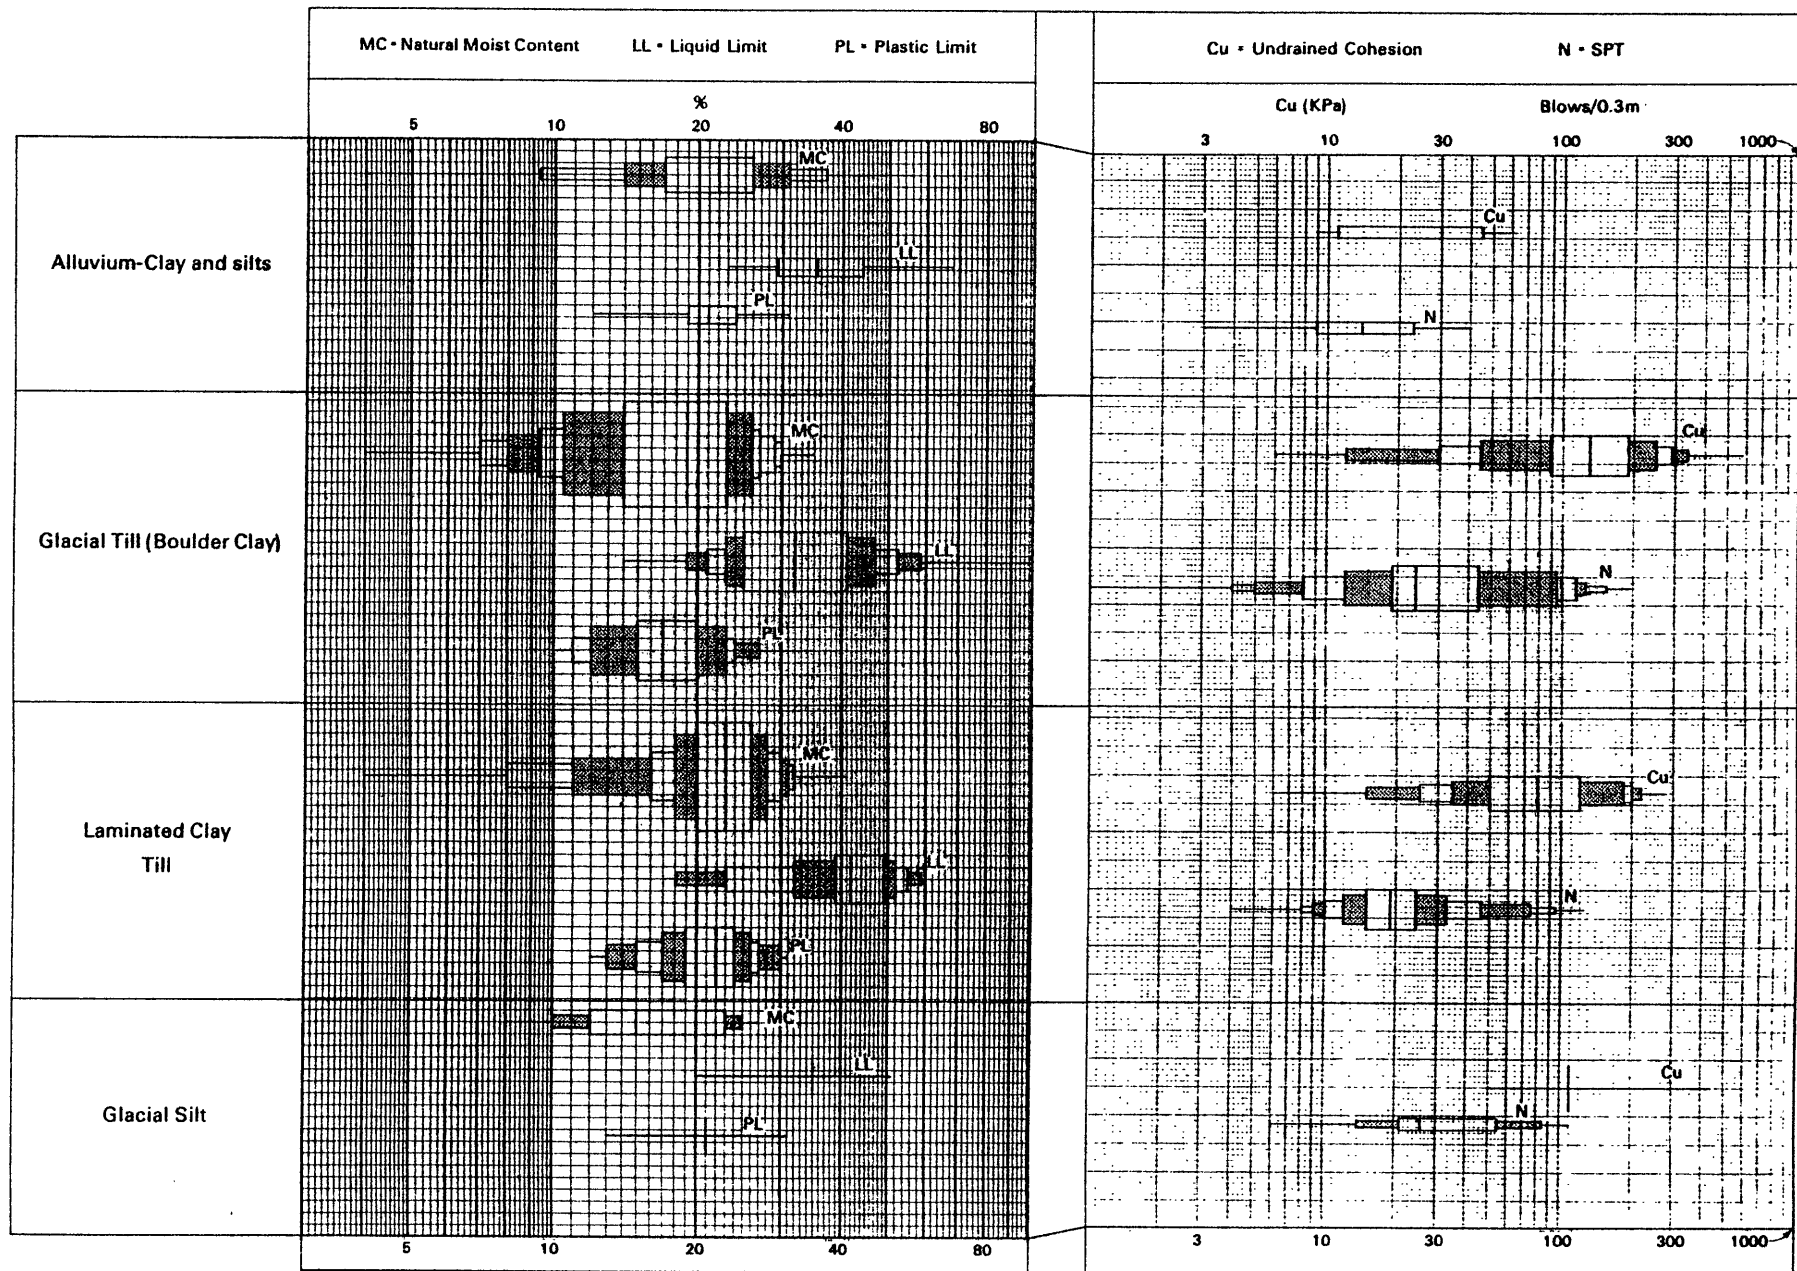 MC - Natural Moist Content LL - Liquid Limit PL - Plastic Limit
Cu - Undrained Cohesion N - SPT
%
Cu (KPa) Blows/0.3m
5 10 20 40 80
3 10 30 100 300 1000
Alluvium-Clay and silts
MC
LL
PL
Cu
N
Glacial Till (Boulder Clay)
MC
LL
PL
Cu
N
Laminated Clay
Till
MC
LL
PL
Cu
N
Glacial Silt
MC
LL
PL
Cu
N
5 10 20 40 80
3 10 30 100 300 1000